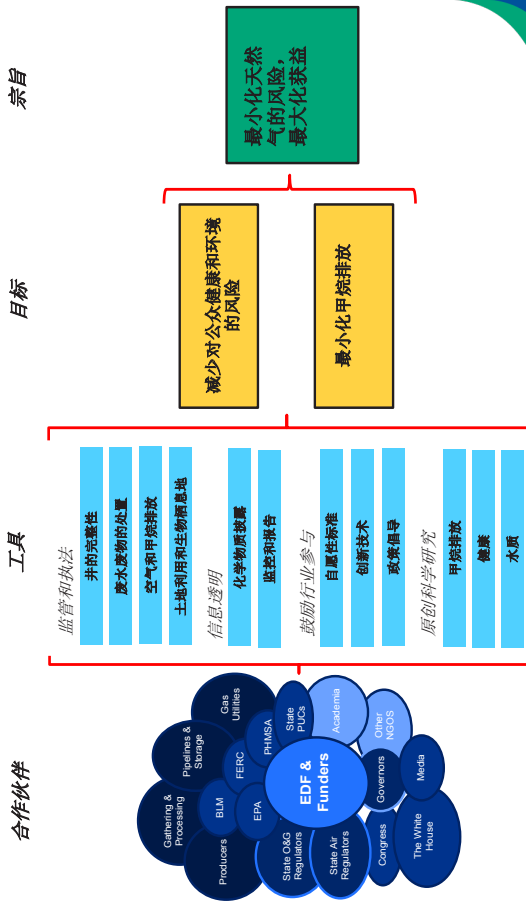 合作伙伴
工具
目标
宗旨
Producers
Gathering &
Processing
Pipelines &
Storage
Gas
Utilities
BLM
FERC
PHMSA
EPA
State
PUCs
Academia
State O&G
Regulators
EDF &
Funders
Other
NGOS
State Air
Regulators
Governors
Congress
Media
The White
House
监管和执法
井的完整性
废水废物的处置
空气和甲烷排放
土地利用和生物栖息地
信息透明
化学物质披露
监控和报告
鼓励行业参与
自愿性标准
创新技术
政策倡导
原创科学研究
甲烷排放
健康
水质
减少对公众健康和环境
的风险
最小化甲烷排放
最小化天然
气的风险,
最大化获益